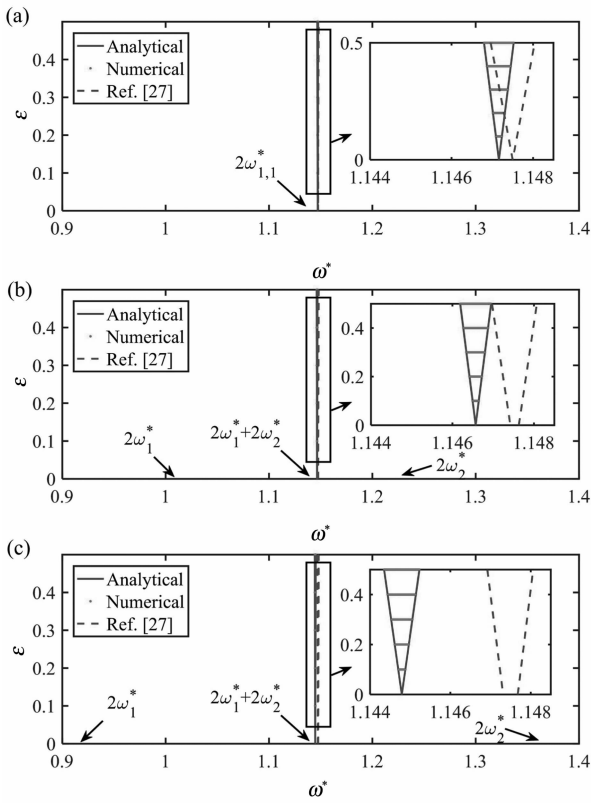 (a)
Analytical
Numerical
Ref. [27]
ε
0.4
0.3
0.2
0.1
0
0.9 1 1.1 1.2 1.3 1.4
ω*
2ω*1,1
0.5
0
1.144 1.146 1.148
(b)
Analytical
Numerical
Ref. [27]
ε
0.4
0.3
0.2
0.1
0
0.9 1 1.1 1.2 1.3 1.4
ω*
2ω*1
2ω*1+2ω*2
2ω*2
0.4
0.2
0
1.144 1.146 1.148
(c)
Analytical
Numerical
Ref. [27]
ε
0.4
0.3
0.2
0.1
0
0.9 1 1.1 1.2 1.3 1.4
ω*
2ω*1
2ω*1+2ω*2
2ω*2
0.4
0.2
0
1.144 1.146 1.148